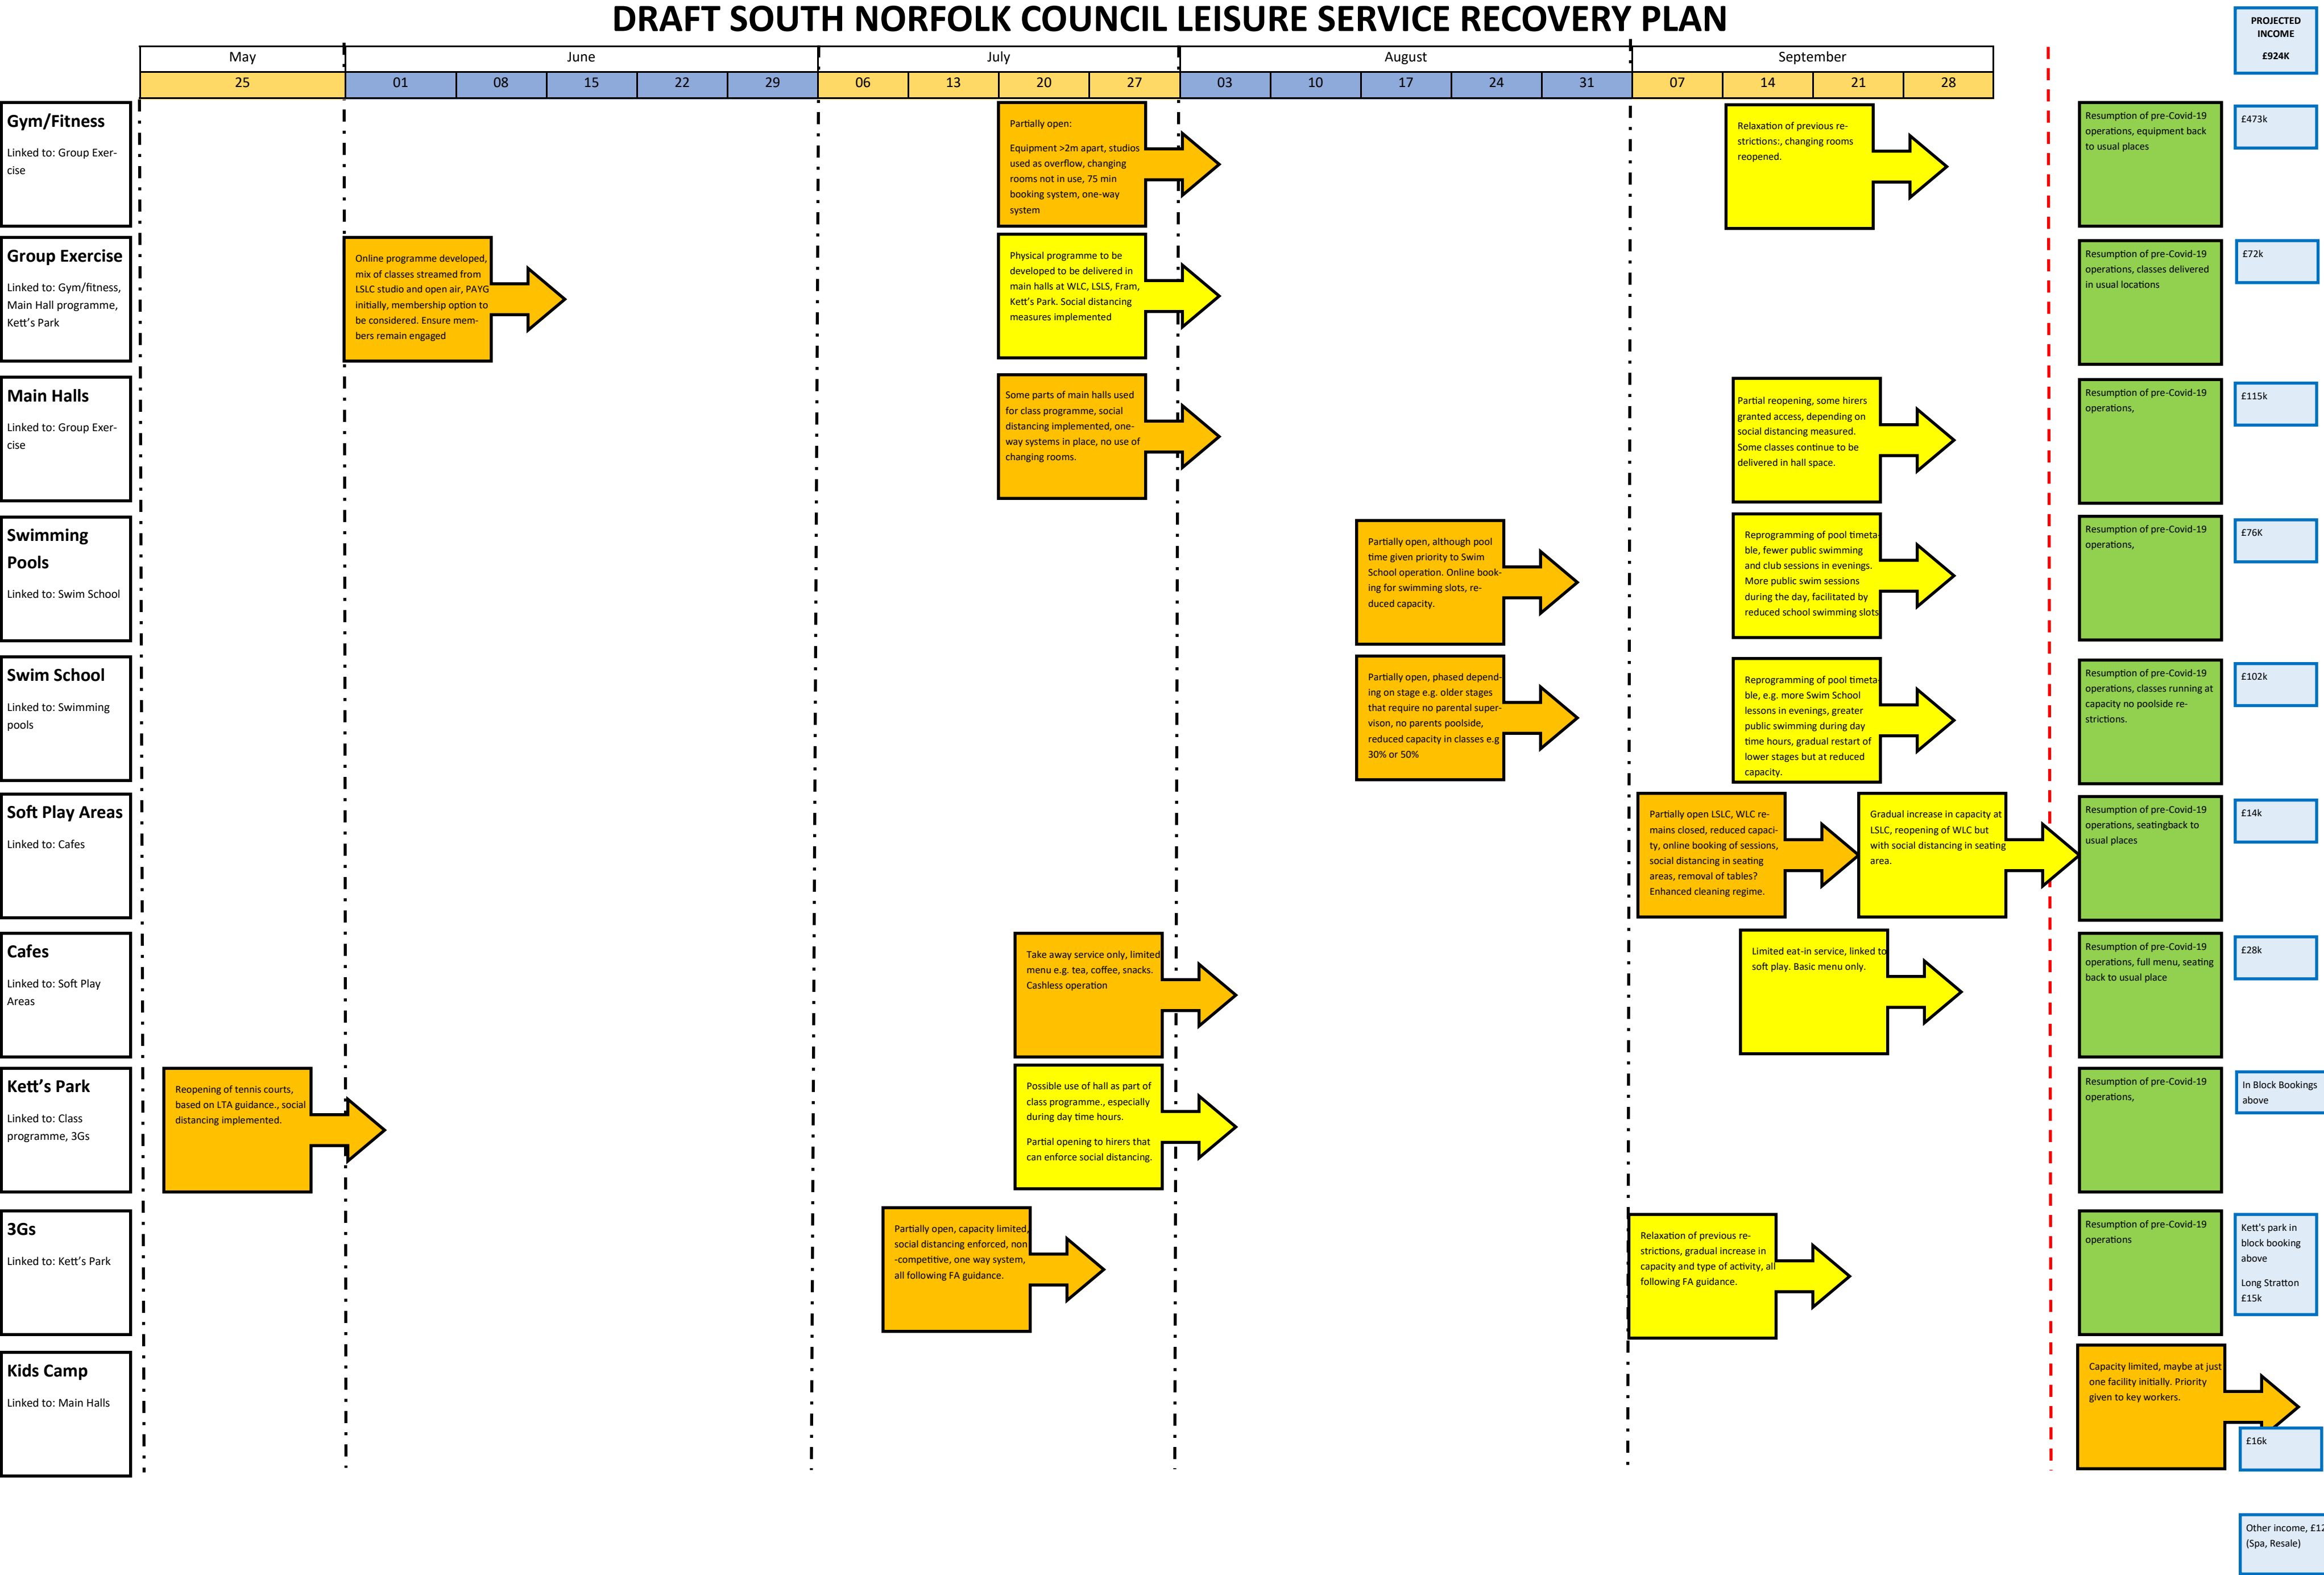 DRAFT SOUTH NORFOLK COUNCIL LEISURE SERVICE RECOVERY PLAN
PROJECTED
INCOME
£924K
May
June
July
August
September
25
01
08
15
22
29
06
13
20
27
03
10
17
24
31
07
14
21
28
Gym/Fitness
Linked to: Group Exer-
cise
Partially open:
Equipment >2m apart, studios
used as overflow, changing
rooms not in use, 75 min
booking system, one-way
system
Relaxation of previous re-
strictions:, changing rooms
reopened.
Resumption of pre-Covid-19
operations, equipment back
to usual places
£473k
Group Exercise
Linked to: Gym/fitness,
Main Hall programme,
Kett's Park
Online programme developed,
mix of classes streamed from
LSLC studio and open air, PAYG
initially, membership option to
be considered. Ensure mem-
bers remain engaged
Physical programme to be
developed to be delivered in
main halls at WLC, LSLS, Fram,
Kett's Park. Social distancing
measures implemented
Resumption of pre-Covid-19
operations, classes delivered
in usual locations
£72k
Main Halls
Linked to: Group Exer-
cise
Some parts of main halls used
for class programme, social
distancing implemented, one-
way systems in place, no use of
changing rooms.
Partial reopening, some hirers
granted access, depending on
social distancing measured.
Some classes continue to be
delivered in hall space.
Resumption of pre-Covid-19
operations,
£115k
Swimming
Pools
Linked to: Swim School
Partially open, although pool
time given priority to Swim
School operation. Online book-
ing for swimming slots, re-
duced capacity.
Reprogramming of pool timeta-
ble, fewer public swimming
and club sessions in evenings.
More public swim sessions
during the day, facilitated by
reduced school swimming slots
Resumption of pre-Covid-19
operations,
£76K
Swim School
Linked to: Swimming
pools
Partially open, phased depend-
ing on stage e.g. older stages
that require no parental super-
vison, no parents poolside,
reduced capacity in classes e.g
30% or 50%
Reprogramming of pool timeta-
ble, e.g. more Swim School
lessons in evenings, greater
public swimming during day
time hours, gradual restart of
lower stages but at reduced
capacity.
Resumption of pre-Covid-19
operations, classes running at
capacity no poolside re-
strictions.
£102k
Soft Play Areas
Linked to: Cafes
Partially open LSLC, WLC re-
mains closed, reduced capaci-
ty, online booking of sessions,
social distancing in seating
areas, removal of tables?
Enhanced cleaning regime.
Gradual increase in capacity at
LSLC, reopening of WLC but
with social distancing in seating
area.
Resumption of pre-Covid-19
operations, seatingback to
usual places
£14k
Cafes
Linked to: Soft Play
Areas
Take away service only, limited
menu e.g. tea, coffee, snacks.
Cashless operation
Limited eat-in service, linked to
soft play. Basic menu only.
Resumption of pre-Covid-19
operations, full menu, seating
back to usual place
£28k
Kett's Park
Linked to: Class
programme, 3Gs
Reopening of tennis courts,
based on LTA guidance., social
distancing implemented.
Possible use of hall as part of
class programme., especially
during day time hours.
Partial opening to hirers that
can enforce social distancing.
Resumption of pre-Covid-19
operations,
In Block Bookings
above
3Gs
Linked to: Kett's Park
Partially open, capacity limited,
social distancing enforced, non
-competitive, one way system,
all following FA guidance.
Relaxation of previous re-
strictions, gradual increase in
capacity and type of activity, all
following FA guidance.
Resumption of pre-Covid-19
operations
Kett's park in
block booking
above
Long Stratton
£15k
Kids Camp
Linked to: Main Halls
Capacity limited, maybe at just
one facility initially. Priority
given to key workers.
£16k
Other income, £12
(Spa, Resale)